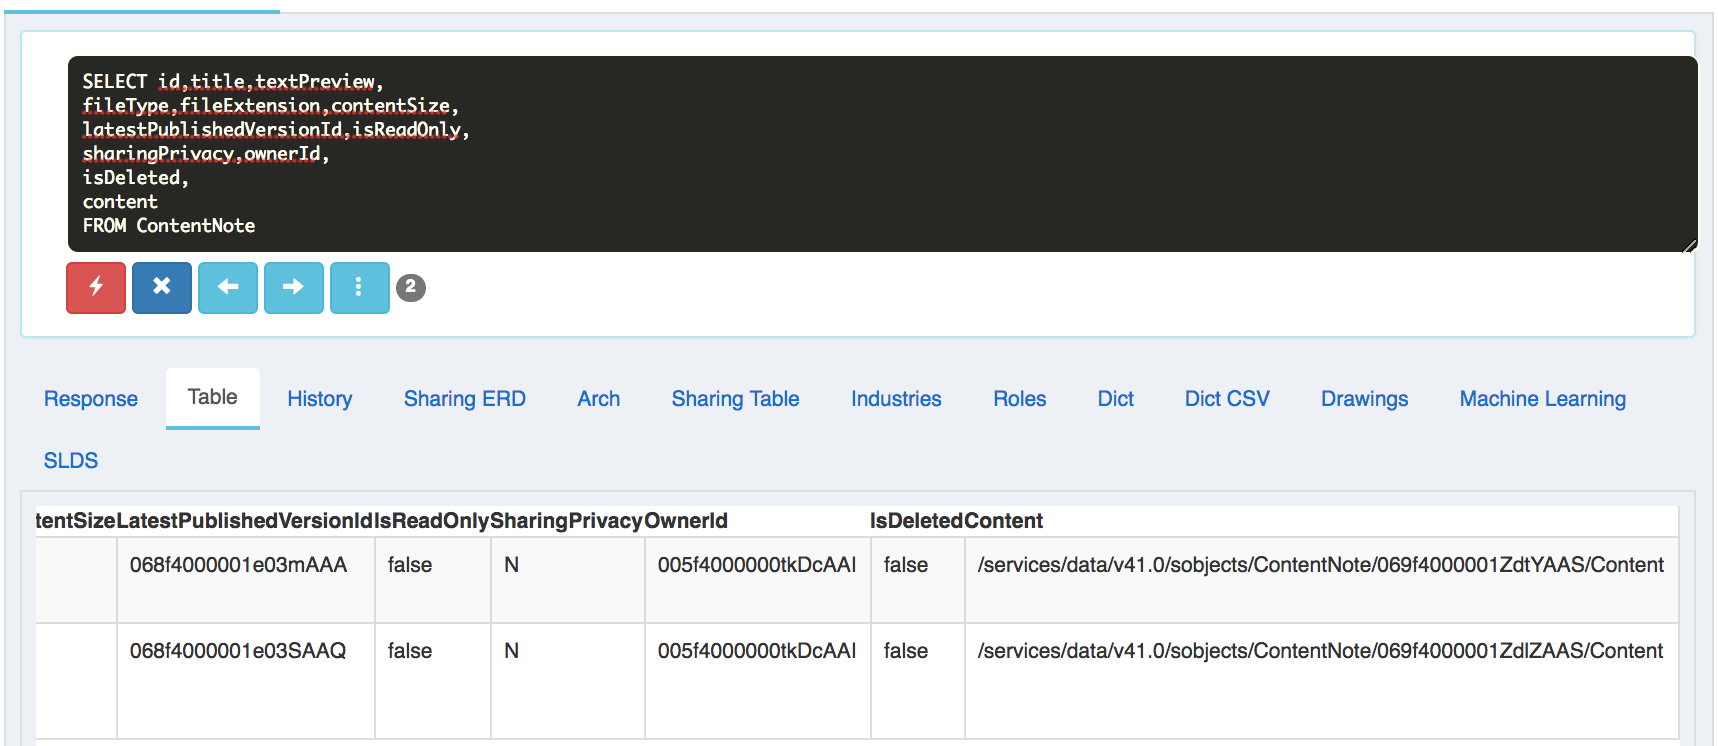 SELECT id,title,textPreview,
fileType,fileExtension,contentSize,
latestPublishedVersionId,isReadOnly,
sharingPrivacy,ownerId,
isDeleted,
content
FROM ContentNote
2
Response Table History Sharing ERD Arch Sharing Table Industries Roles Dict Dict CSV Drawings Machine Learning
SLDS
tentSize LatestPublishedVersionId IsReadOnly SharingPrivacy OwnerId IsDeleted Content
068f4000001e03mAAA false N 005f4000000tkDcAAI false /services/data/v41.0/sobjects/ContentNote/069f4000001ZdtYAAS/Content
068f4000001e03SAAQ false N 005f4000000tkDcAAI false /services/data/v41.0/sobjects/ContentNote/069f4000001ZdlZAAS/Content